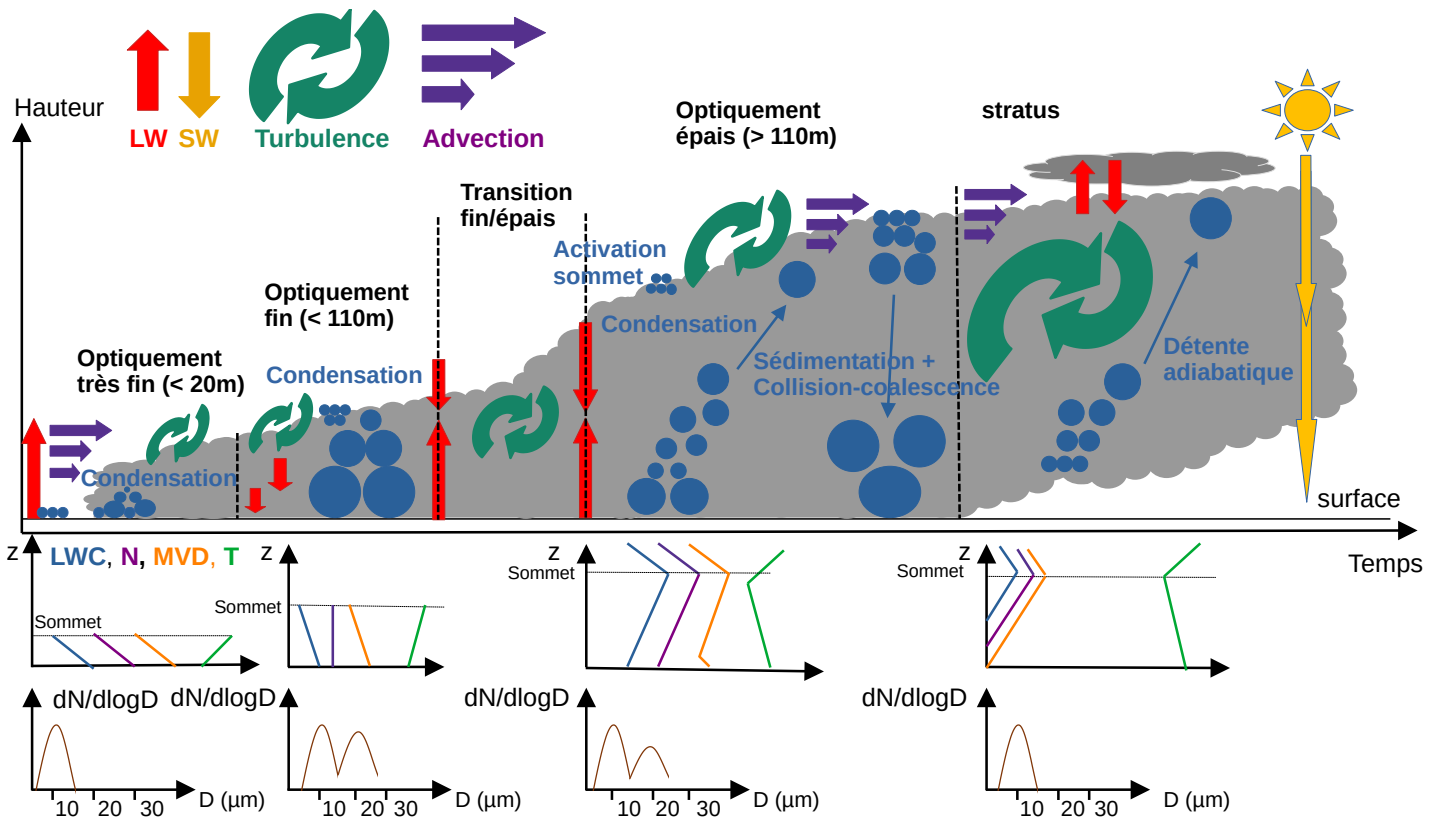 Hauteur
LW SW Turbulence Advection
Optiquement
très fin (< 20m)
Optiquement
fin (< 110m)
Transition
fin/épais
Optiquement
épais (> 110m)
stratus
Condensation
Condensation
Activation
sommet
Condensation
Sédimentation +
Collision-coalescence
Détente
adiabatique
surface
Temps
z
LWC, N, MVD, T
Sommet
z
Sommet
z
Sommet
z
Sommet
dN/dlogD
10 20 30 D (µm)
dN/dlogD
10 20 30 D (µm)
dN/dlogD
10 20 30 D (µm)
dN/dlogD
10 20 30 D (µm)